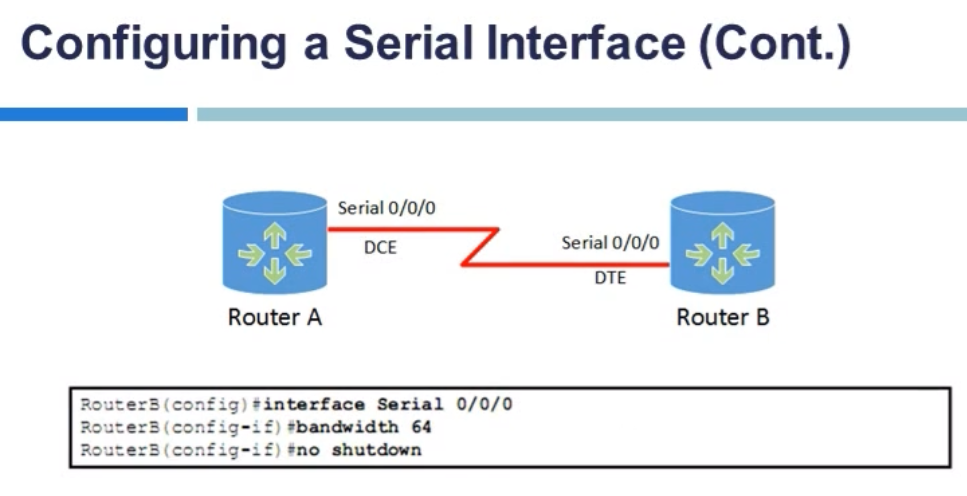 Configuring a Serial Interface (Cont.)
Serial 0/0/0
DCE
Serial 0/0/0
DTE
Router A
Router B
RouterB(config)#interface Serial 0/0/0
RouterB(config-if)#bandwidth 64
RouterB(config-if)#no shutdown